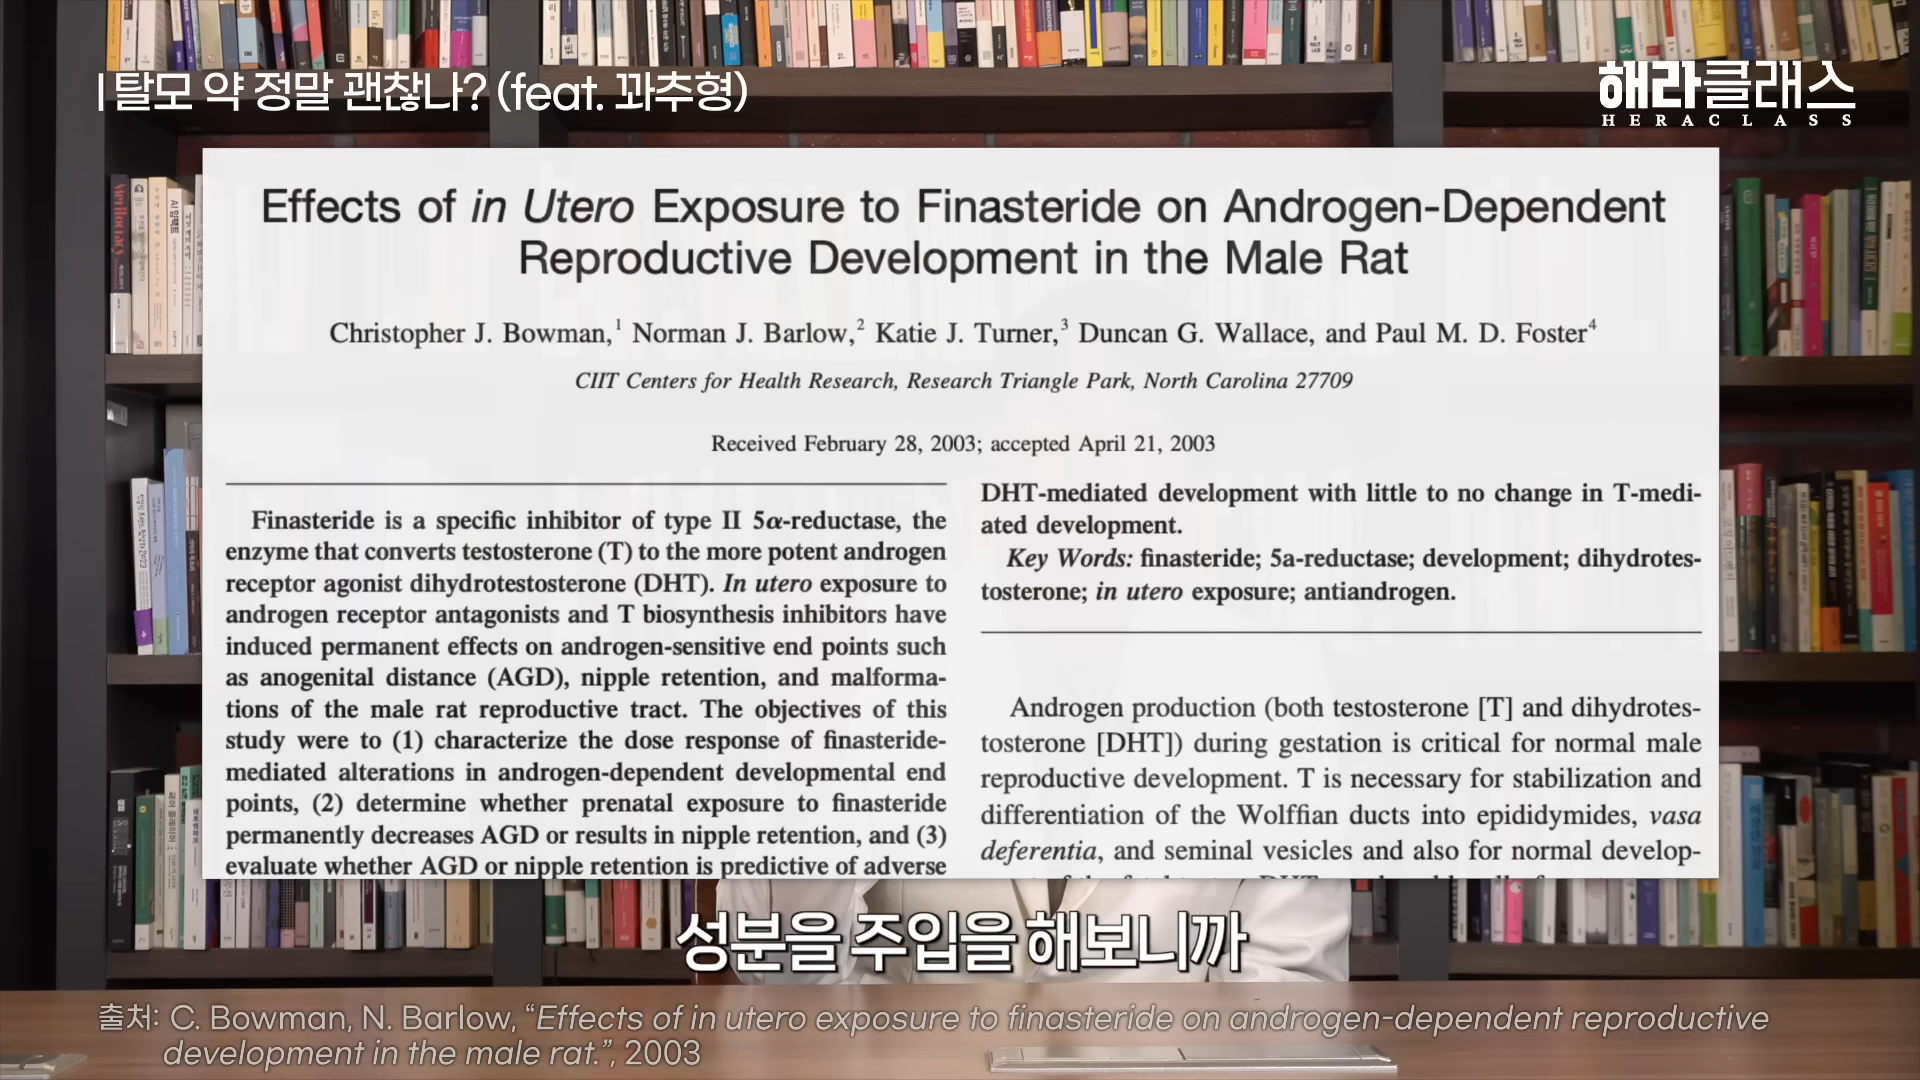 | 탈모 약 정말 괜찮나? (feat. 꽈추형)
해라클래스
HERACLASS
Effects of in Utero Exposure to Finasteride on Androgen-Dependent
Reproductive Development in the Male Rat
Christopher J. Bowman,1 Norman J. Barlow,2 Katie J. Turner,3 Duncan G. Wallace, and Paul M. D. Foster4
CIIT Centers for Health Research, Research Triangle Park, North Carolina 27709
Received February 28, 2003; accepted April 21, 2003
Finasteride is a specific inhibitor of type II 5α-reductase, the
enzyme that converts testosterone (T) to the more potent androgen
receptor agonist dihydrotestosterone (DHT). In utero exposure to
androgen receptor antagonists and T biosynthesis inhibitors have
induced permanent effects on androgen-sensitive end points such
as anogenital distance (AGD), nipple retention, and malforma-
tions of the male rat reproductive tract. The objectives of this
study were to (1) characterize the dose response of finasteride-
mediated alterations in androgen-dependent developmental end
points, (2) determine whether prenatal exposure to finasteride
permanently decreases AGD or results in nipple retention, and (3)
evaluate whether AGD or nipple retention is predictive of adverse
DHT-mediated development with little to no change in T-medi-
ated development.
Key Words: finasteride; 5a-reductase; development; dihydrotes-
tosterone; in utero exposure; antiandrogen.
Androgen production (both testosterone [T] and dihydrotes-
tosterone [DHT]) during gestation is critical for normal male
reproductive development. T is necessary for stabilization and
differentiation of the Wolffian ducts into epididymides, vasa
deferentia, and seminal vesicles and also for normal develop-
성분을 주입을 해보니까
출처: C. Bowman, N. Barlow, “Effects of in utero exposure to finasteride on androgen-dependent reproductive
development in the male rat.”, 2003